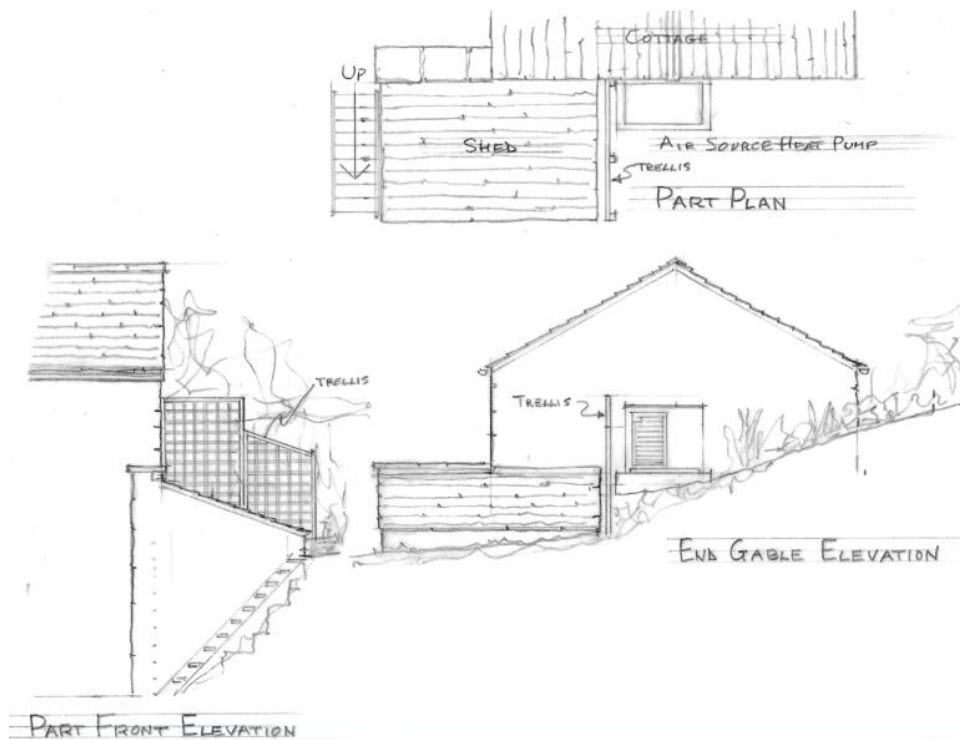 COTTAGE
UP
SHED
AIR SOURCE HEAT PUMP
TRELLIS
PART PLAN
TRELLIS
TRELLIS
END GABLE ELEVATION
PART FRONT ELEVATION